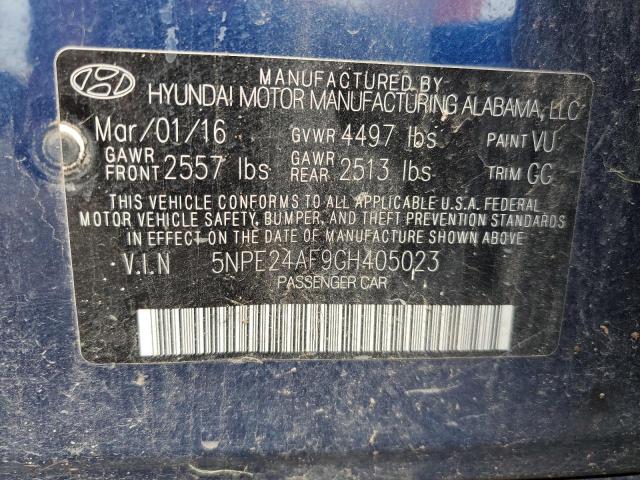 MANUFACTURED BY
HYUNDAI MOTOR MANUFACTURING ALABAMA, LLC
Mar/01/16 GVWR 4497 lbs PAINT VU
GAWR FRONT 2557 lbs GAWR REAR 2513 lbs TRIM GG
THIS VEHICLE CONFORMS TO ALL APPLICABLE U.S.A. FEDERAL
MOTOR VEHICLE SAFETY, BUMPER, AND THEFT PREVENTION STANDARDS
IN EFFECT ON THE DATE OF MANUFACTURE SHOWN ABOVE.
V.I.N 5NPE24AF9GH405023
PASSENGER CAR